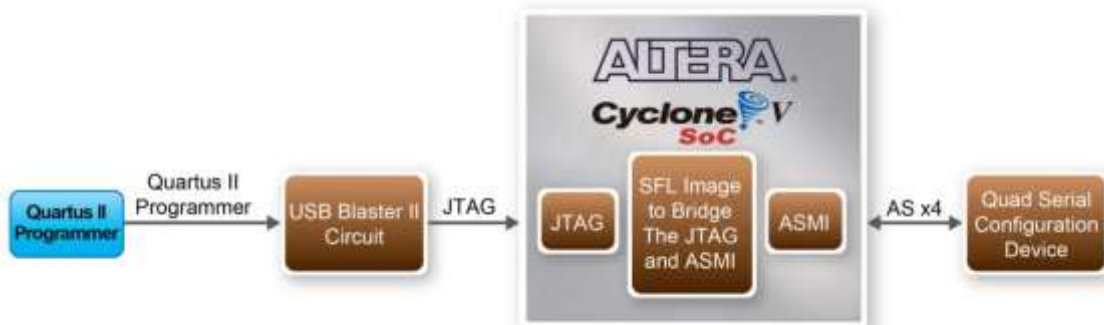 ALTERA®
Cyclone V
SoC
Quartus II
Programmer
Quartus II
Programmer
USB Blaster II
Circuit
JTAG
JTAG
SFL Image
to Bridge
The JTAG
and ASMI
ASMI
AS x4
Quad Serial
Configuration
Device